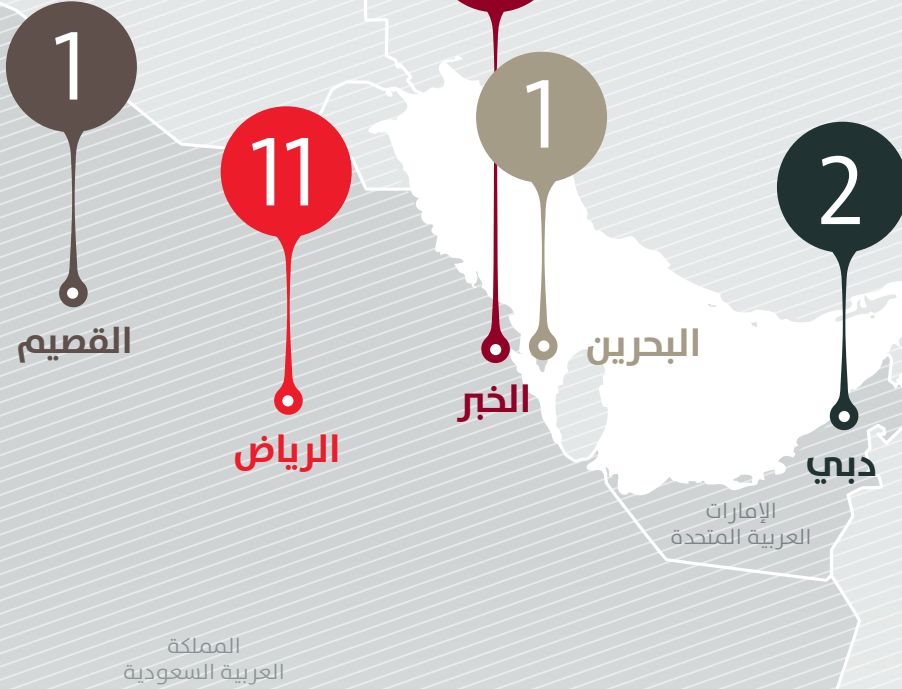 1
1
11
2
القصيم
البحرين
الخبر
الرياض
دبي
الإمارات
العربية المتحدة
المملكة
العربية السعودية